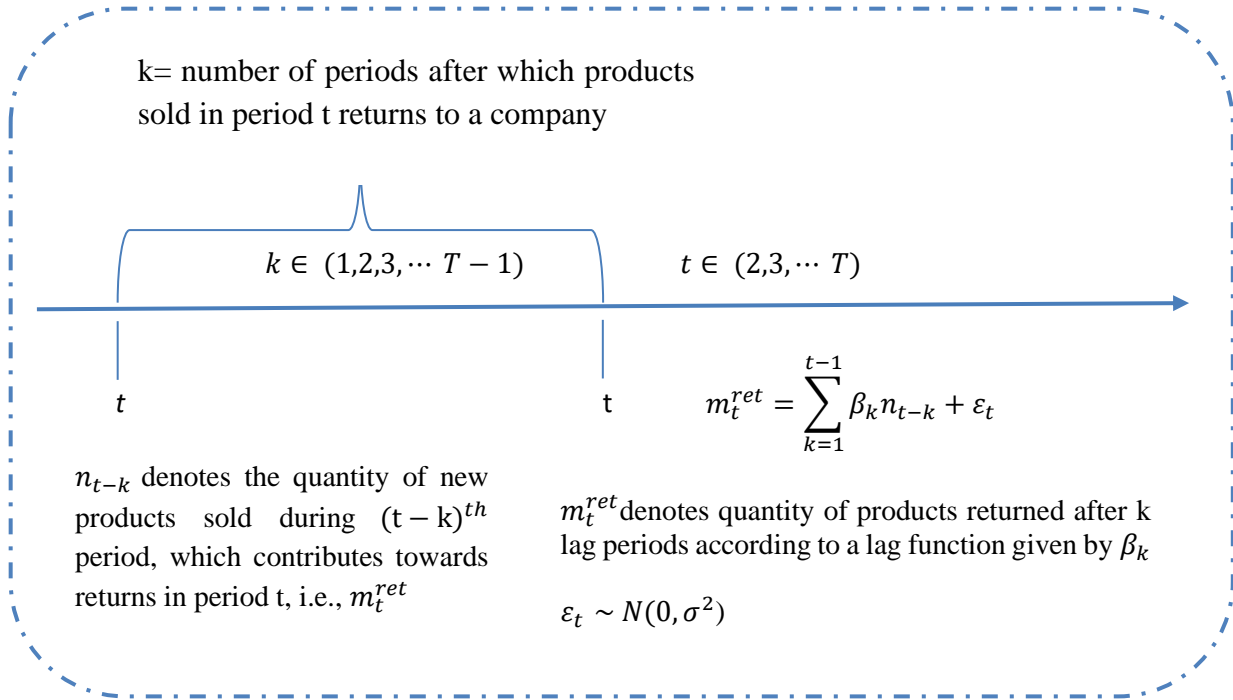 k= number of periods after which products
sold in period t returns to a company
k ∈ (1,2,3, ⋯ T − 1)
t ∈ (2,3, ⋯ T)
t
t
m_t^{ret} = \sum_{k=1}^{t-1} β_k n_{t-k} + ε_t
n_{t-k} denotes the quantity of new
products sold during (t − k)^{th}
period, which contributes towards
returns in period t, i.e., m_t^{ret}
m_t^{ret} denotes quantity of products returned after k
lag periods according to a lag function given by β_k
ε_t ~ N(0, σ^2)